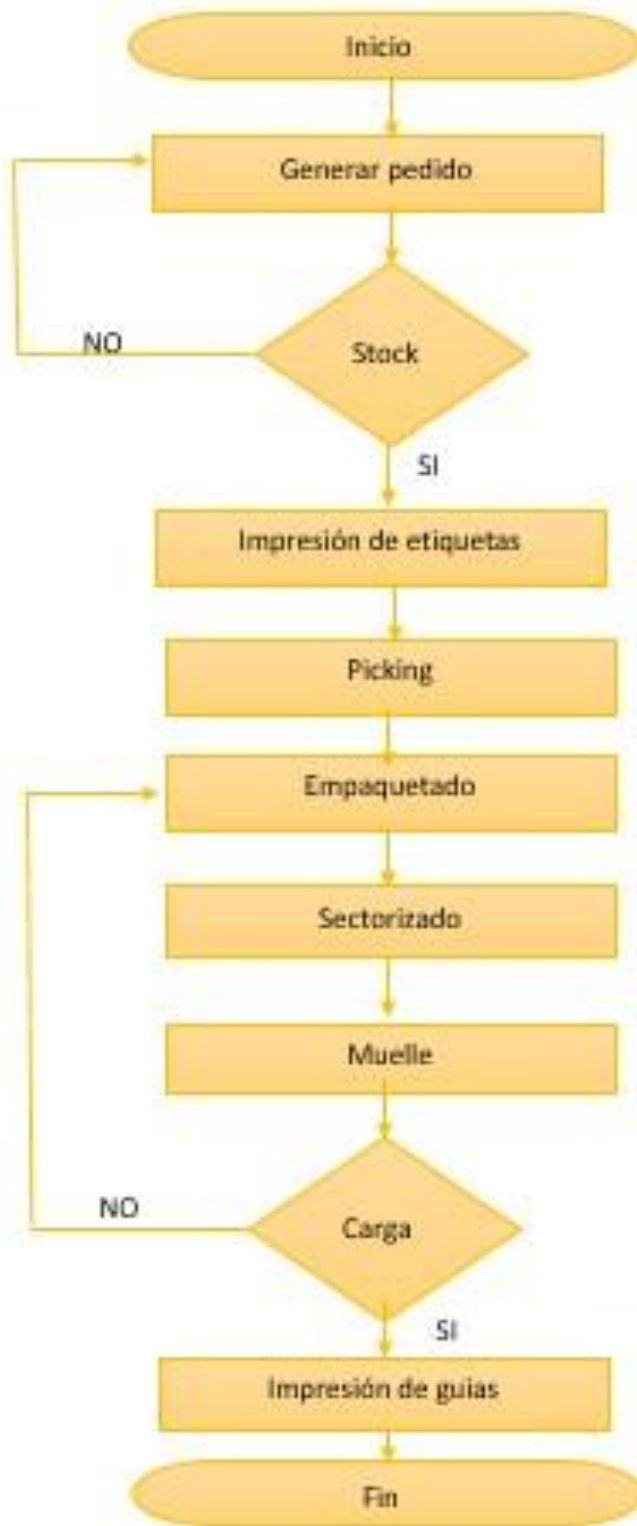 Inicio
Generar pedido
NO
Stock
SI
Impresión de etiquetas
Picking
Empaquetado
Sectorizado
Muelle
NO
Carga
SI
Impresión de guias
Fin